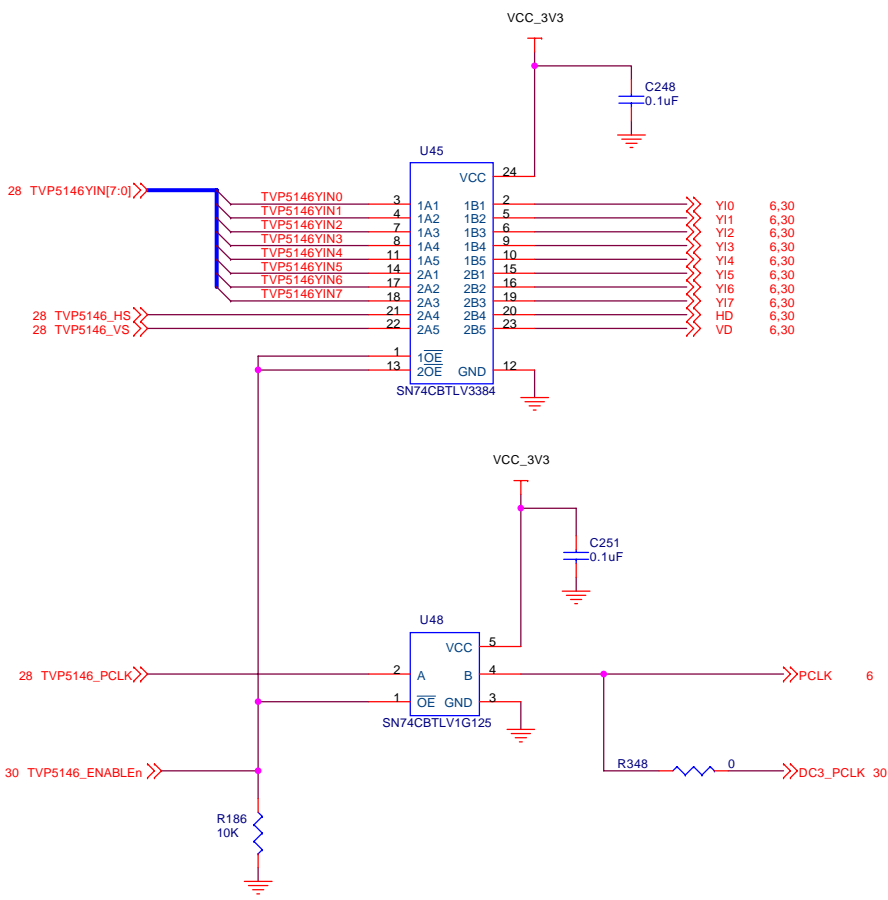 VCC_3V3
C248
0.1uF
U45
VCC 24
28 TVP5146YIN[7:0]
TVP5146YIN0 3 1A1 1B1 2 YI0 6,30
TVP5146YIN1 4 1A2 1B2 5 YI1 6,30
TVP5146YIN2 7 1A3 1B3 6 YI2 6,30
TVP5146YIN3 8 1A4 1B4 9 YI3 6,30
TVP5146YIN4 11 1A5 1B5 10 YI4 6,30
TVP5146YIN5 14 2A1 2B1 15 YI5 6,30
TVP5146YIN6 17 2A2 2B2 16 YI6 6,30
TVP5146YIN7 18 2A3 2B3 19 YI7 6,30
28 TVP5146_HS 21 2A4 2B4 20 HD 6,30
28 TVP5146_VS 22 2A5 2B5 23 VD 6,30
1 1OE
13 2OE GND 12
SN74CBTLV3384
VCC_3V3
C251
0.1uF
U48
VCC 5
28 TVP5146_PCLK 2 A B 4 PCLK 6
1 OE GND 3
SN74CBTLV1G125
30 TVP5146_ENABLEn R348 0 DC3_PCLK 30
R186
10K